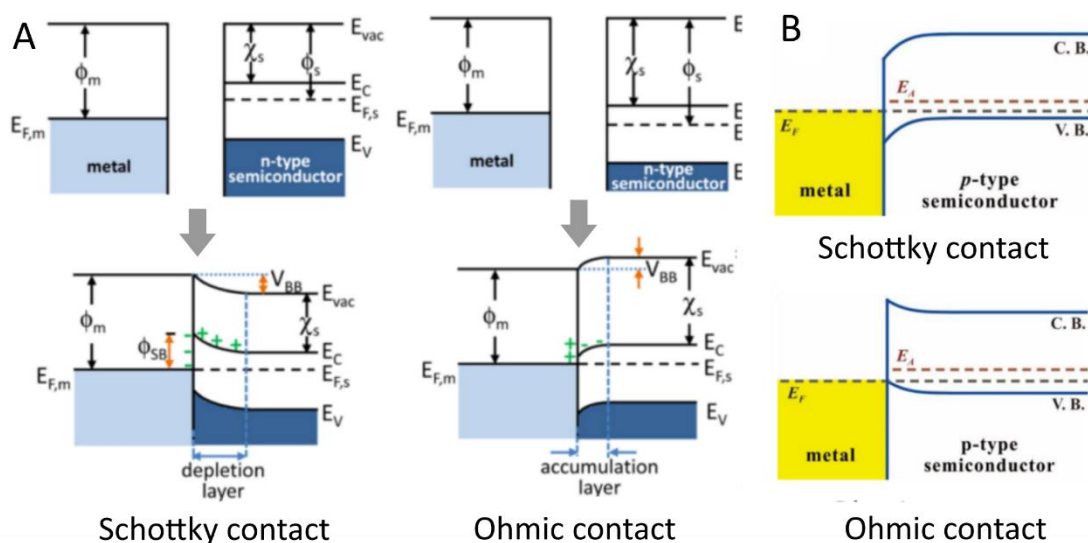 A
ϕm
EF,m
metal
Evac
χs
ϕs
EC
EF,s
EV
n-type
semiconductor
ϕm
EF,m
metal
E
χs
ϕs
E
E
n-type
semiconductor
E
VBB
Evac
ϕm
ϕSB
χs
EC
EF,m
EF,s
EV
- + + +
-
-
depletion
layer
Schottky contact
Evac
VBB
ϕm
χs
+ - -
+
EC
EF,m
EF,s
EV
accumulation
layer
Ohmic contact
B
C. B.
EA
EF
V. B.
metal
p-type
semiconductor
Schottky contact
C. B.
EA
EF
V. B.
metal
p-type
semiconductor
Ohmic contact